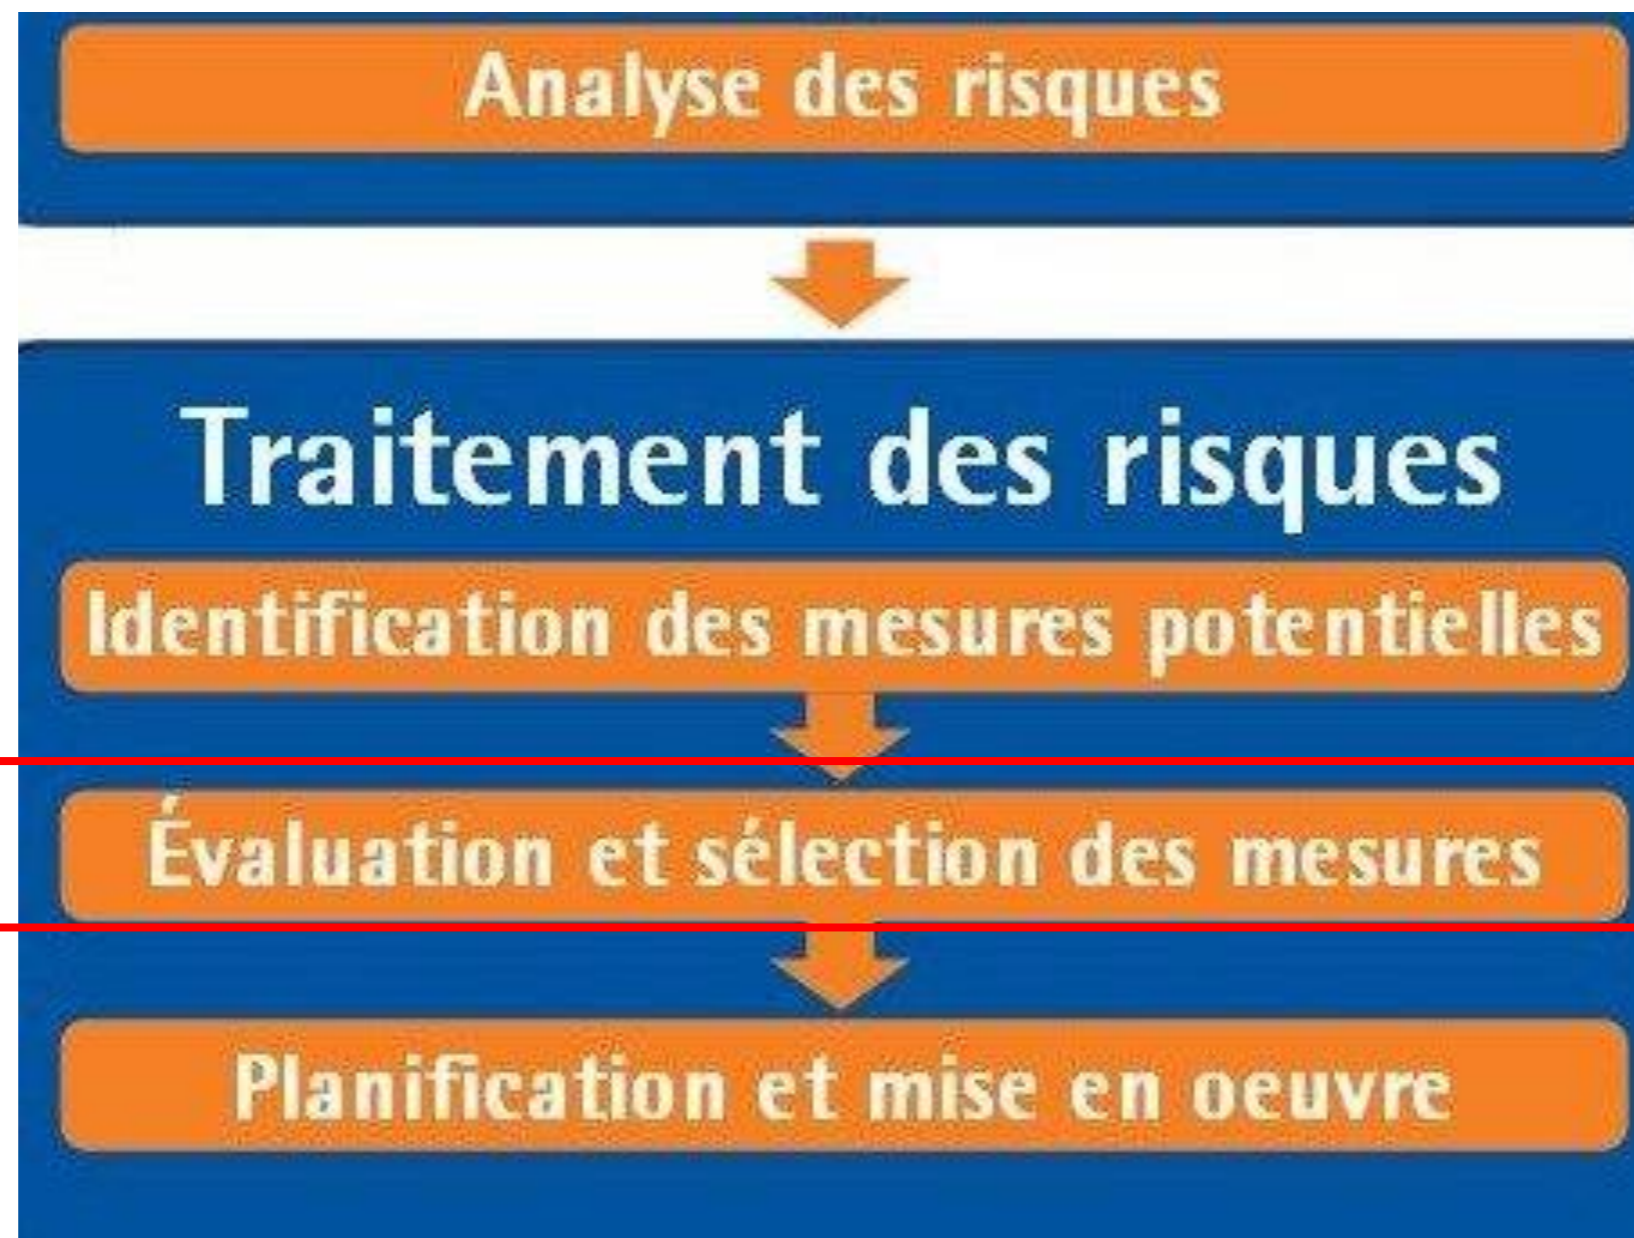 Analyse des risques
Traitement des risques
Identification des mesures potentielles
Évaluation et sélection des mesures
Planification et mise en oeuvre